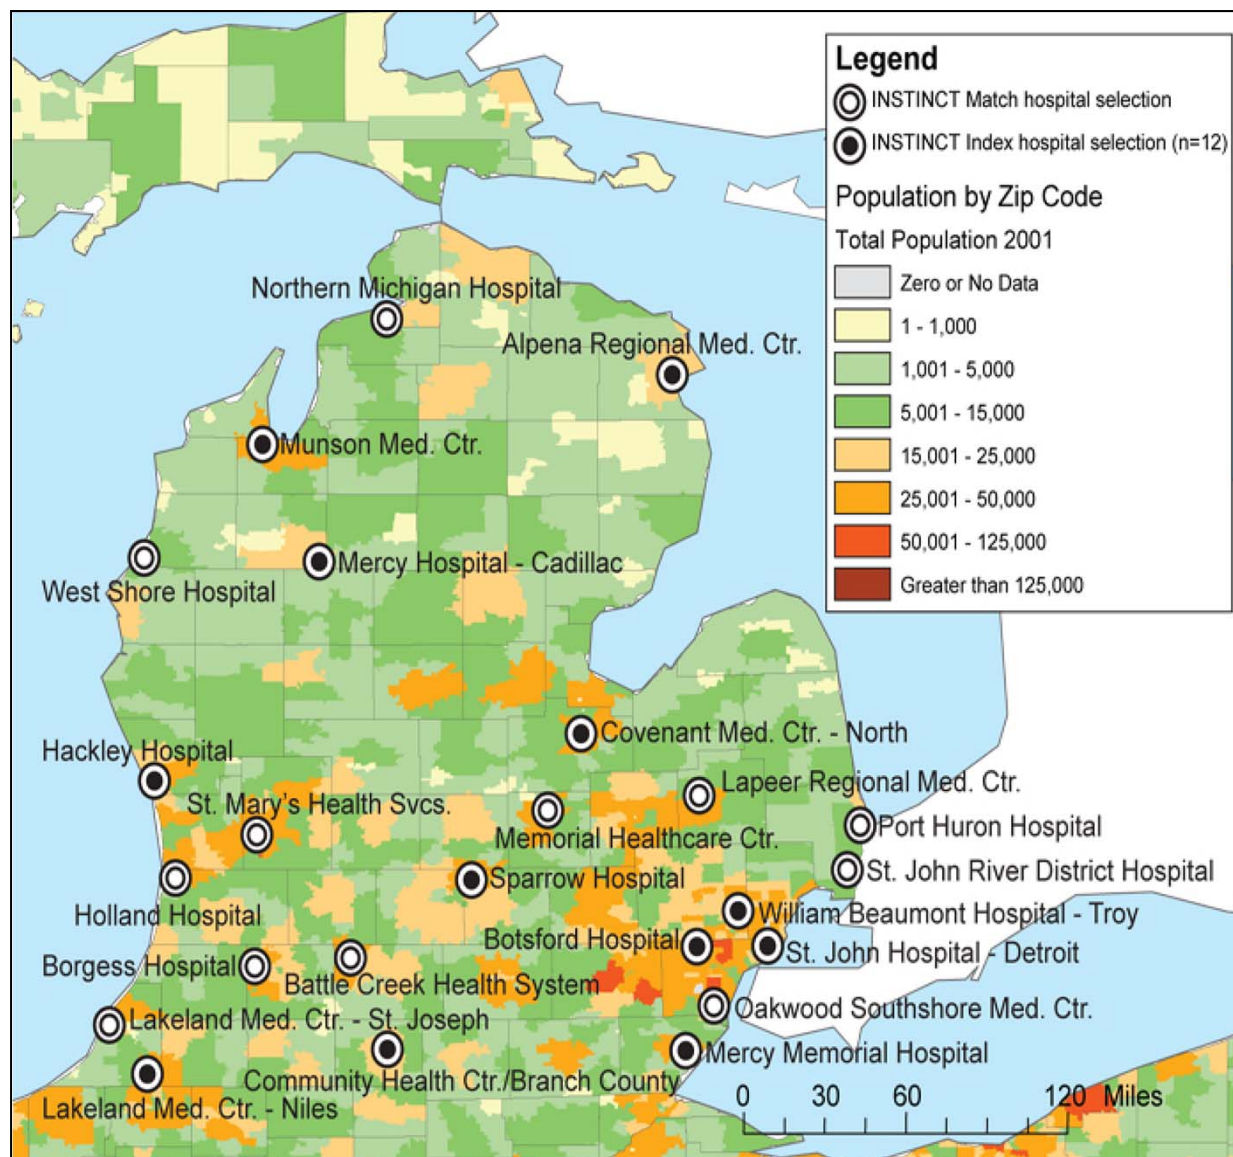 Legend
INSTINCT Match hospital selection
INSTINCT Index hospital selection (n=12)
Population by Zip Code
Total Population 2001
Zero or No Data
1 - 1,000
1,001 - 5,000
5,001 - 15,000
15,001 - 25,000
25,001 - 50,000
50,001 - 125,000
Greater than 125,000
Northern Michigan Hospital
Alpena Regional Med. Ctr.
Munson Med. Ctr.
Mercy Hospital - Cadillac
West Shore Hospital
Covenant Med. Ctr. - North
Hackley Hospital
Lapeer Regional Med. Ctr.
St. Mary's Health Svcs.
Memorial Healthcare Ctr.
Port Huron Hospital
St. John River District Hospital
Sparrow Hospital
Holland Hospital
William Beaumont Hospital - Troy
Botsford Hospital
St. John Hospital - Detroit
Borgess Hospital
Battle Creek Health System
Oakwood Southshore Med. Ctr.
Lakeland Med. Ctr. - St. Joseph
Mercy Memorial Hospital
Community Health Ctr./Branch County
Lakeland Med. Ctr. - Niles
0 30 60 120 Miles